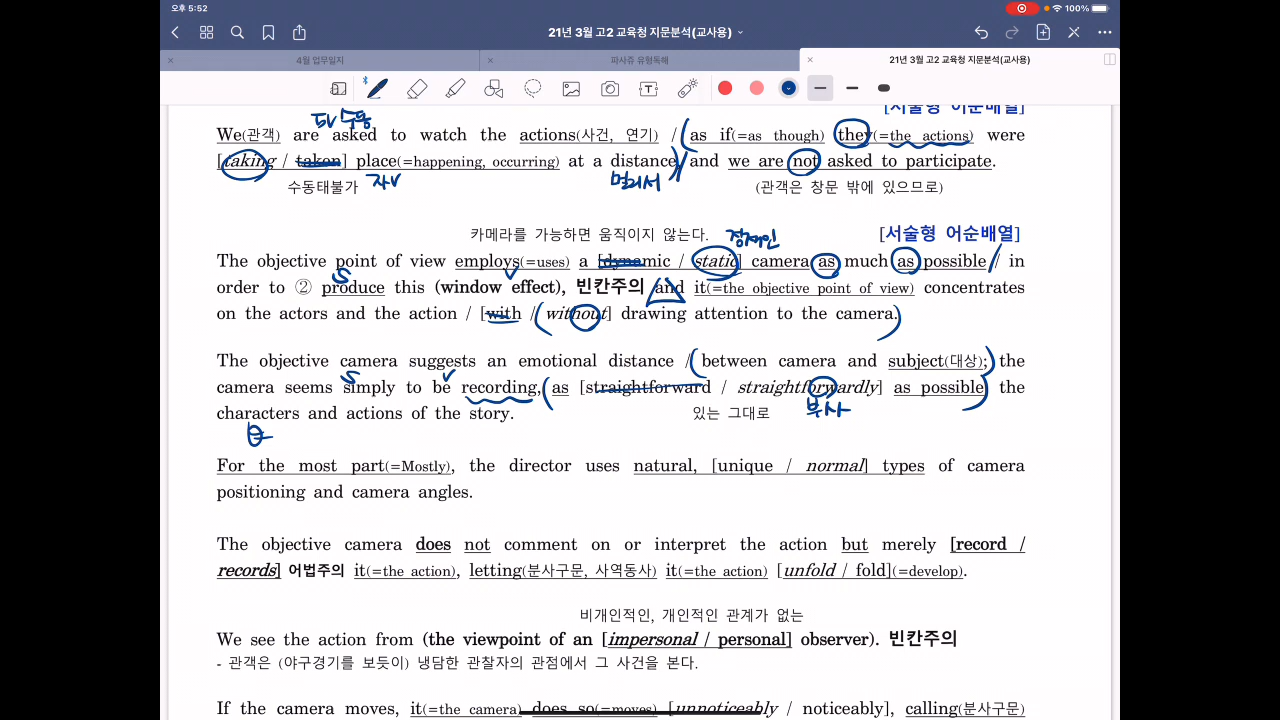 오후 5:52
100%
21년 3월 고2 교육청 지문분석(교사용)
4월 업무일지
파사쥬 유형독해
21년 3월 고2 교육청 지문분석(교사용)
[서술형 어순배열]
수동
We(관객) are asked to watch the actions(사건, 연기) / as if(=as though) they(=the actions) were
[taking / taken] place(=happening, occurring) at a distance, and we are not asked to participate.
수동태불가 자V 멀리서 (관객은 창문 밖에 있으므로)
카메라를 가능하면 움직이지 않는다. 정적인 [서술형 어순배열]
The objective point of view employs(=uses) a [dynamic / static] camera as much as possible / in
S V
order to ② produce this (window effect), 빈칸주의 and it(=the objective point of view) concentrates
on the actors and the action / [with / without] drawing attention to the camera.
The objective camera suggests an emotional distance / between camera and subject(대상); the
S V
camera seems simply to be recording, as [straightforward / straightforwardly] as possible, the
characters and actions of the story. 있는 그대로 부사
For the most part(=Mostly), the director uses natural, [unique / normal] types of camera
positioning and camera angles.
The objective camera does not comment on or interpret the action but merely [record /
records] 어법주의 it(=the action), letting(분사구문, 사역동사) it(=the action) [unfold / fold](=develop).
비개인적인, 개인적인 관계가 없는
We see the action from (the viewpoint of an [impersonal / personal] observer). 빈칸주의
- 관객은 (야구경기를 보듯이) 냉담한 관찰자의 관점에서 그 사건을 본다.
If the camera moves, it(=the camera) does so(=moves) [unnoticeably / noticeably], calling(분사구문)